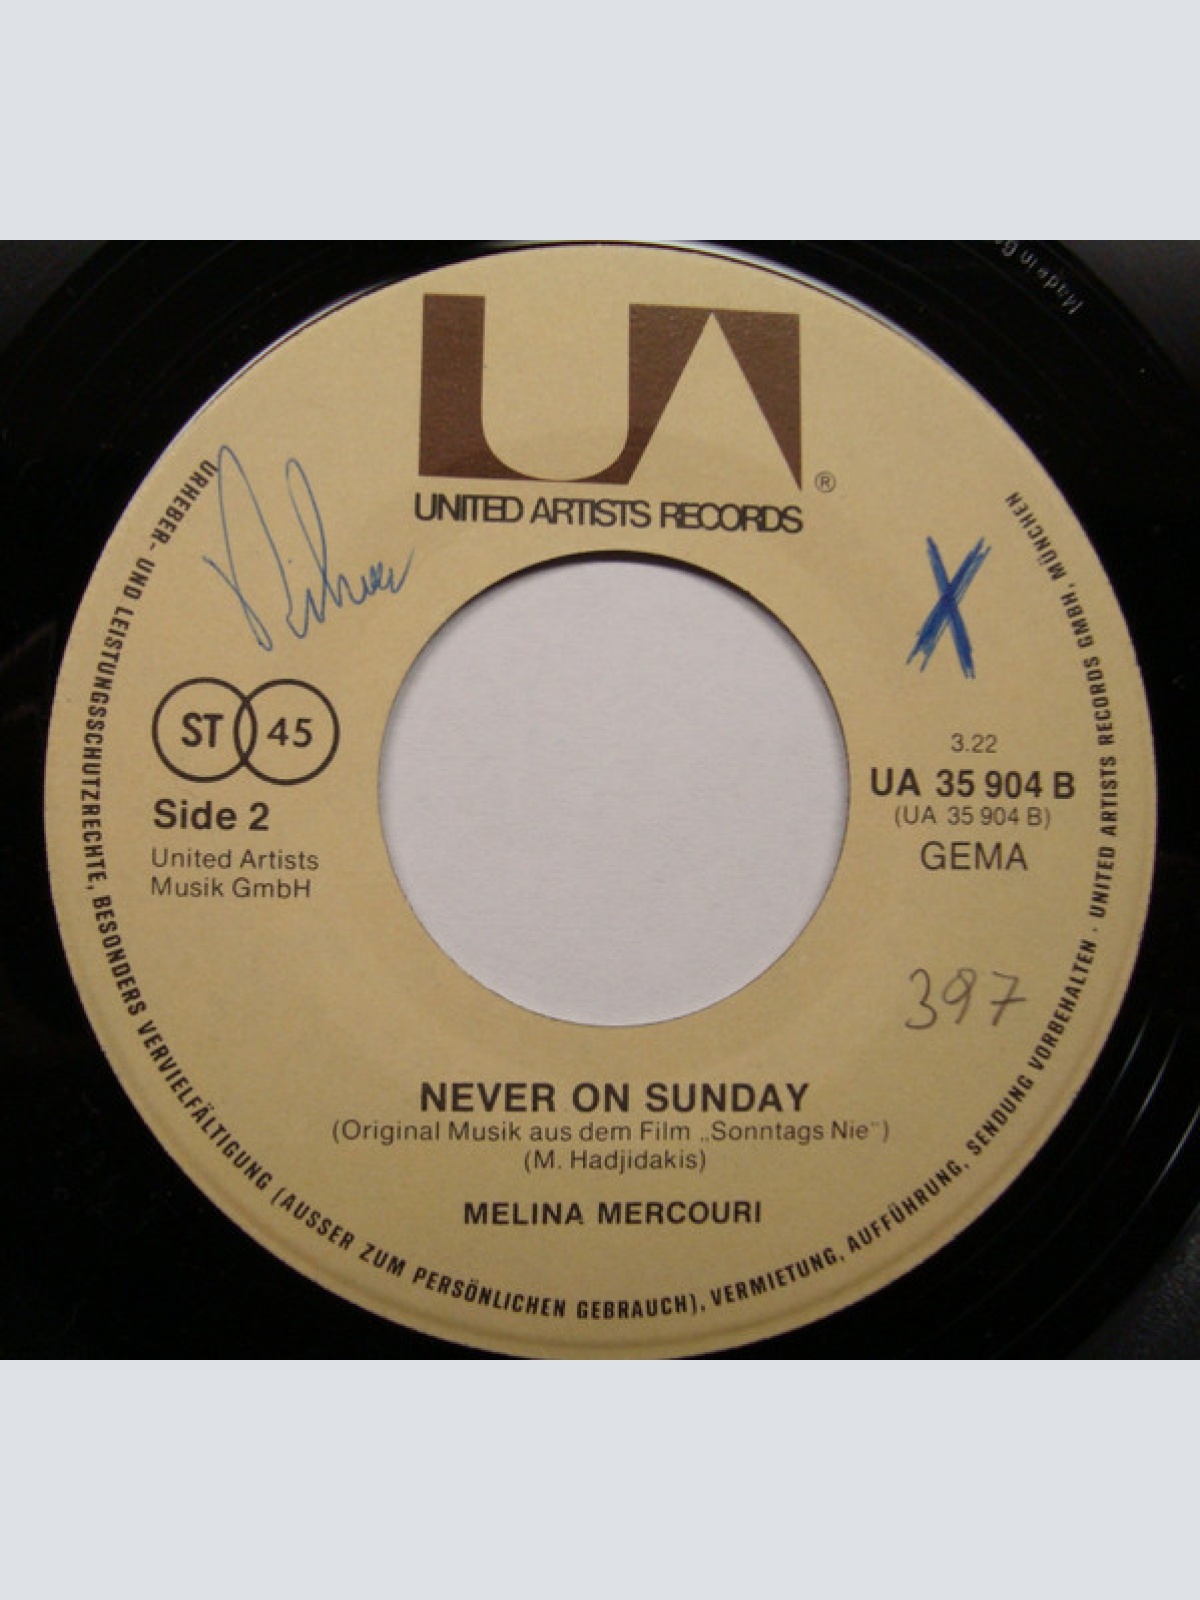 UA
®
UNITED ARTISTS RECORDS
ST 45
Side 2
United Artists
Musik GmbH
3.22
UA 35 904 B
(UA 35 904 B)
GEMA
397
NEVER ON SUNDAY
(Original Musik aus dem Film „Sonntags Nie“)
(M. Hadjidakis)
MELINA MERCOURI
URHEBER- UND LEISTUNGSSCHUTZRECHTE, BESONDERS VERVIELFÄLTIGUNG (AUSSER ZUM PERSÖNLICHEN GEBRAUCH), VERMIETUNG, AUFFÜHRUNG, SENDUNG VORBEHALTEN · UNITED ARTISTS RECORDS GMBH, MÜNCHEN
X
Made in